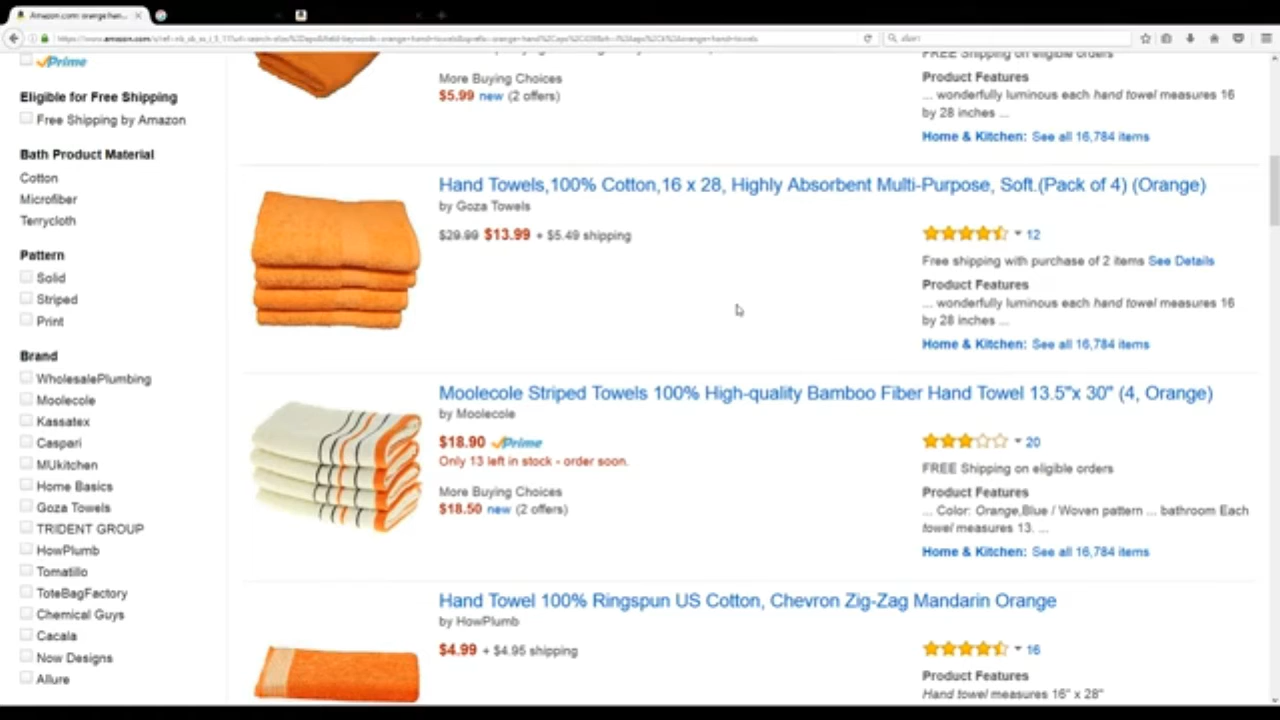 Amazon.com: orange han...
Prime
Eligible for Free Shipping
Free Shipping by Amazon
Bath Product Material
Cotton
Microfiber
Terrycloth
Pattern
Solid
Striped
Print
Brand
WholesalePlumbing
Moolecole
Kassatex
Caspari
MUkitchen
Home Basics
Goza Towels
TRIDENT GROUP
HowPlumb
Tomatillo
ToteBagFactory
Chemical Guys
Cacala
Now Designs
Allure
More Buying Choices
$5.99 new (2 offers)
FREE Shipping on eligible orders
Product Features
... wonderfully luminous each hand towel measures 16
by 28 inches ...
Home & Kitchen: See all 16,784 items
Hand Towels,100% Cotton,16 x 28, Highly Absorbent Multi-Purpose, Soft.(Pack of 4) (Orange)
by Goza Towels
$29.99 $13.99 + $5.49 shipping
12
Free shipping with purchase of 2 items See Details
Product Features
... wonderfully luminous each hand towel measures 16
by 28 inches ...
Home & Kitchen: See all 16,784 items
Moolecole Striped Towels 100% High-quality Bamboo Fiber Hand Towel 13.5"x 30" (4, Orange)
by Moolecole
$18.90 Prime
Only 13 left in stock - order soon.
More Buying Choices
$18.50 new (2 offers)
20
FREE Shipping on eligible orders
Product Features
... Color: Orange,Blue / Woven pattern ... bathroom Each
towel measures 13. ...
Home & Kitchen: See all 16,784 items
Hand Towel 100% Ringspun US Cotton, Chevron Zig-Zag Mandarin Orange
by HowPlumb
$4.99 + $4.95 shipping
16
Product Features
Hand towel measures 16" x 28"